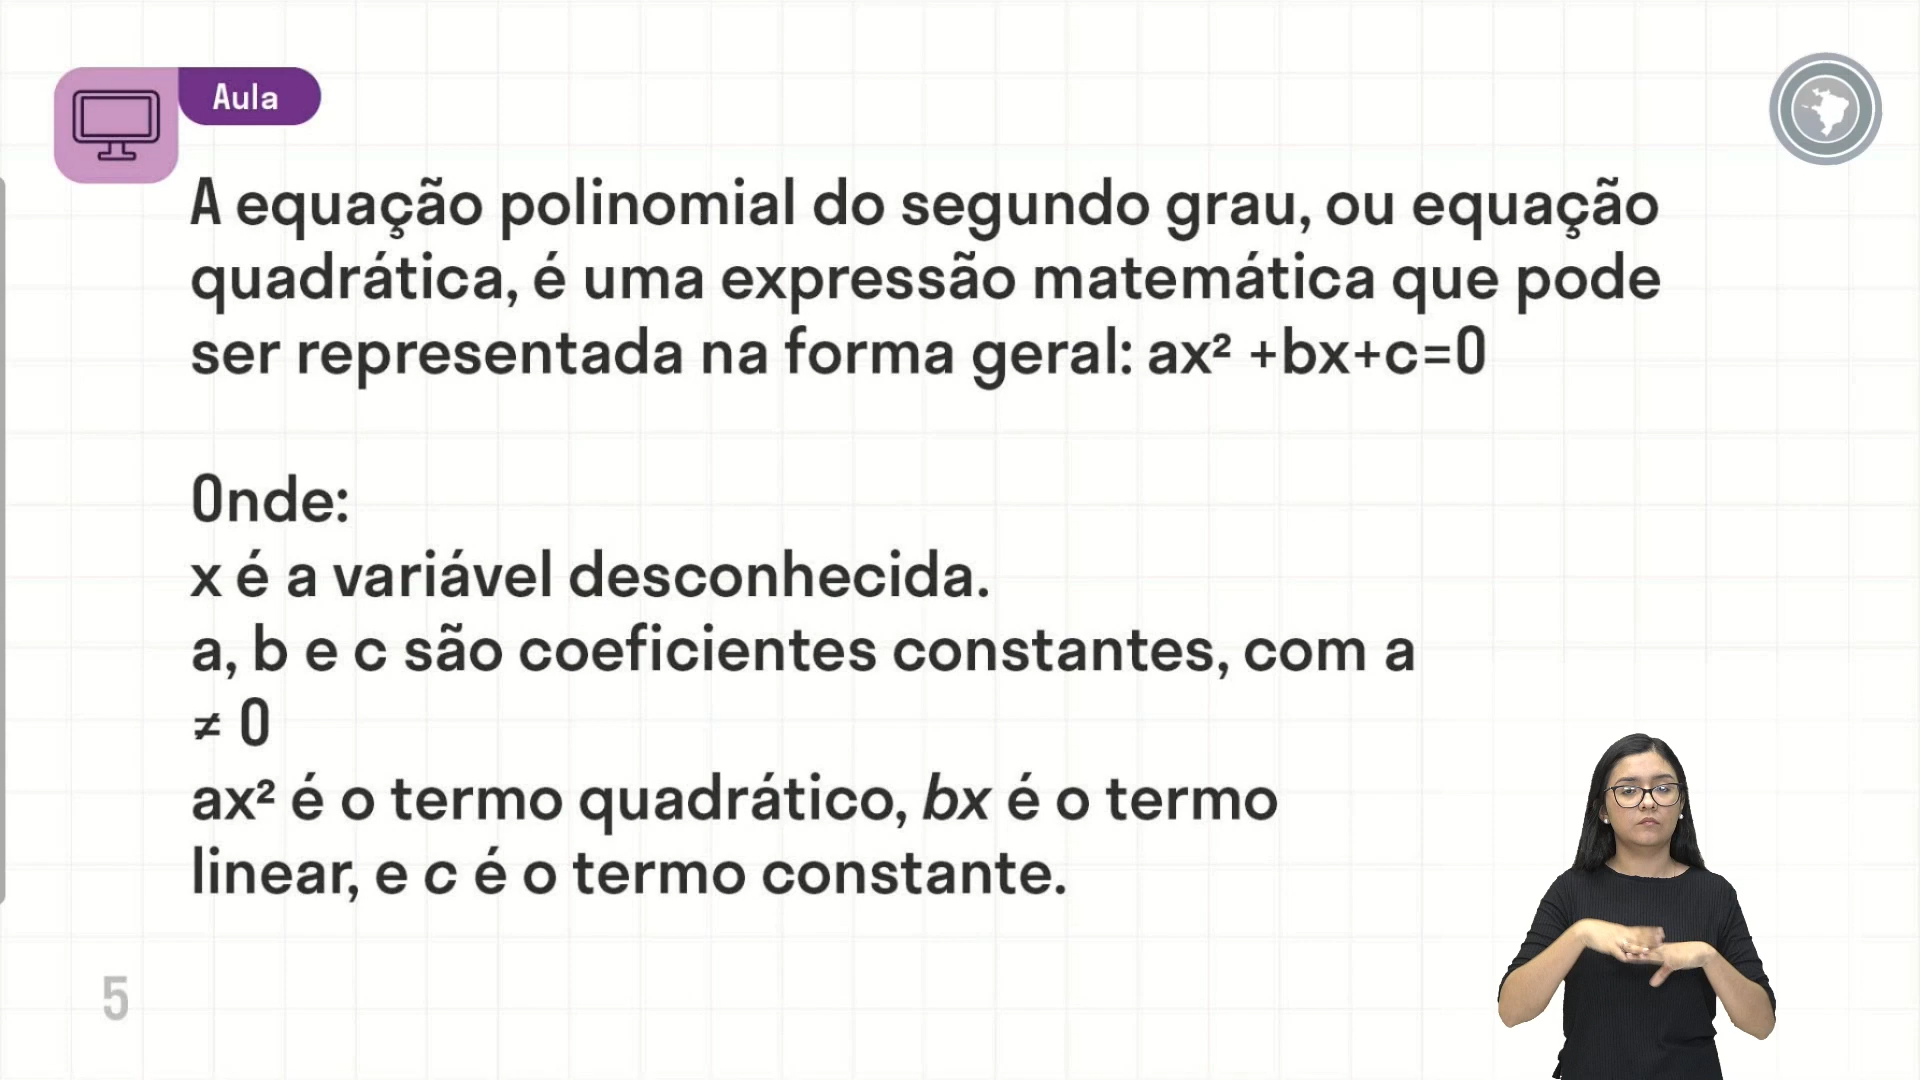 Aula
A equação polinomial do segundo grau, ou equação
quadrática, é uma expressão matemática que pode
ser representada na forma geral: ax² +bx+c=0
Onde:
x é a variável desconhecida.
a, b e c são coeficientes constantes, com a
≠ 0
ax² é o termo quadrático, bx é o termo
linear, e c é o termo constante.
5